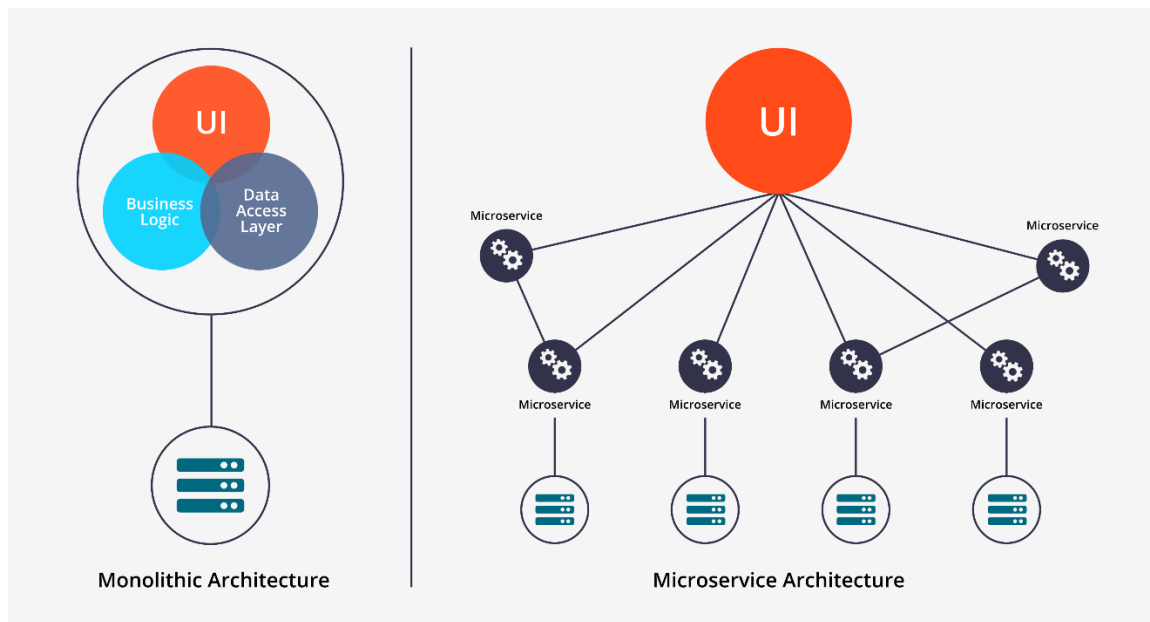 UI
Business
Logic
Data
Access
Layer
Monolithic Architecture
UI
Microservice
Microservice
Microservice
Microservice
Microservice
Microservice
Microservice Architecture